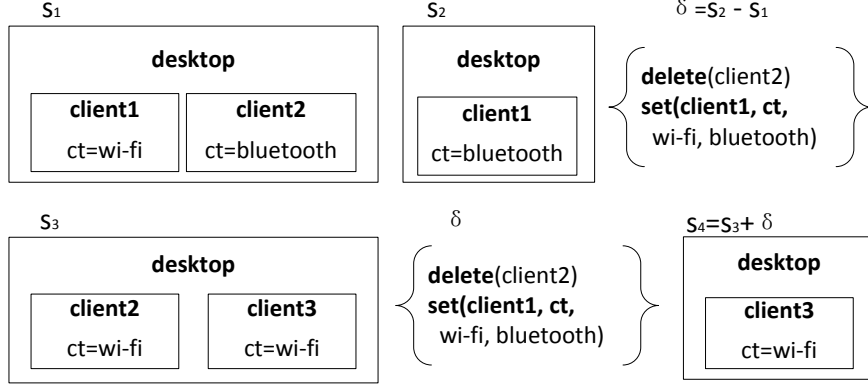 S1
S2
δ =S2 - S1
desktop
client1
ct=wi-fi
client2
ct=bluetooth
desktop
client1
ct=bluetooth
delete(client2)
set(client1, ct,
wi-fi, bluetooth)
S3
δ
S4=S3+ δ
desktop
client2
ct=wi-fi
client3
ct=wi-fi
delete(client2)
set(client1, ct,
wi-fi, bluetooth)
desktop
client3
ct=wi-fi